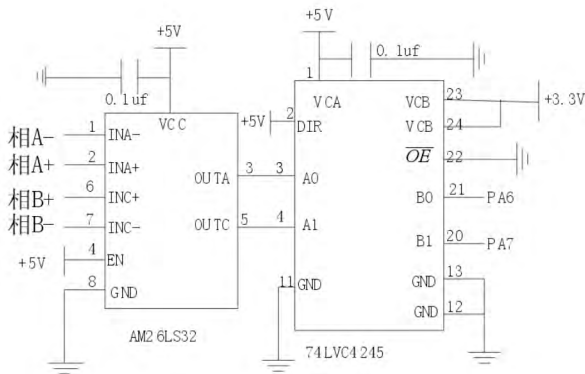 +5V
0.1uf
VCC
相A-
1
INA-
相A+
2
INA+
相B+
6
INC+
相B-
7
INC-
+5V
4
EN
8
GND
OUTA
3
OUTC
5
AM26LS32
+5V
0.1uf
1
VCA
+5V
2
DIR
3
A0
4
A1
11
GND
VCB
23
+3.3V
VCB
24
OE
22
B0
21
PA6
B1
20
PA7
GND
13
GND
12
74LVC4245